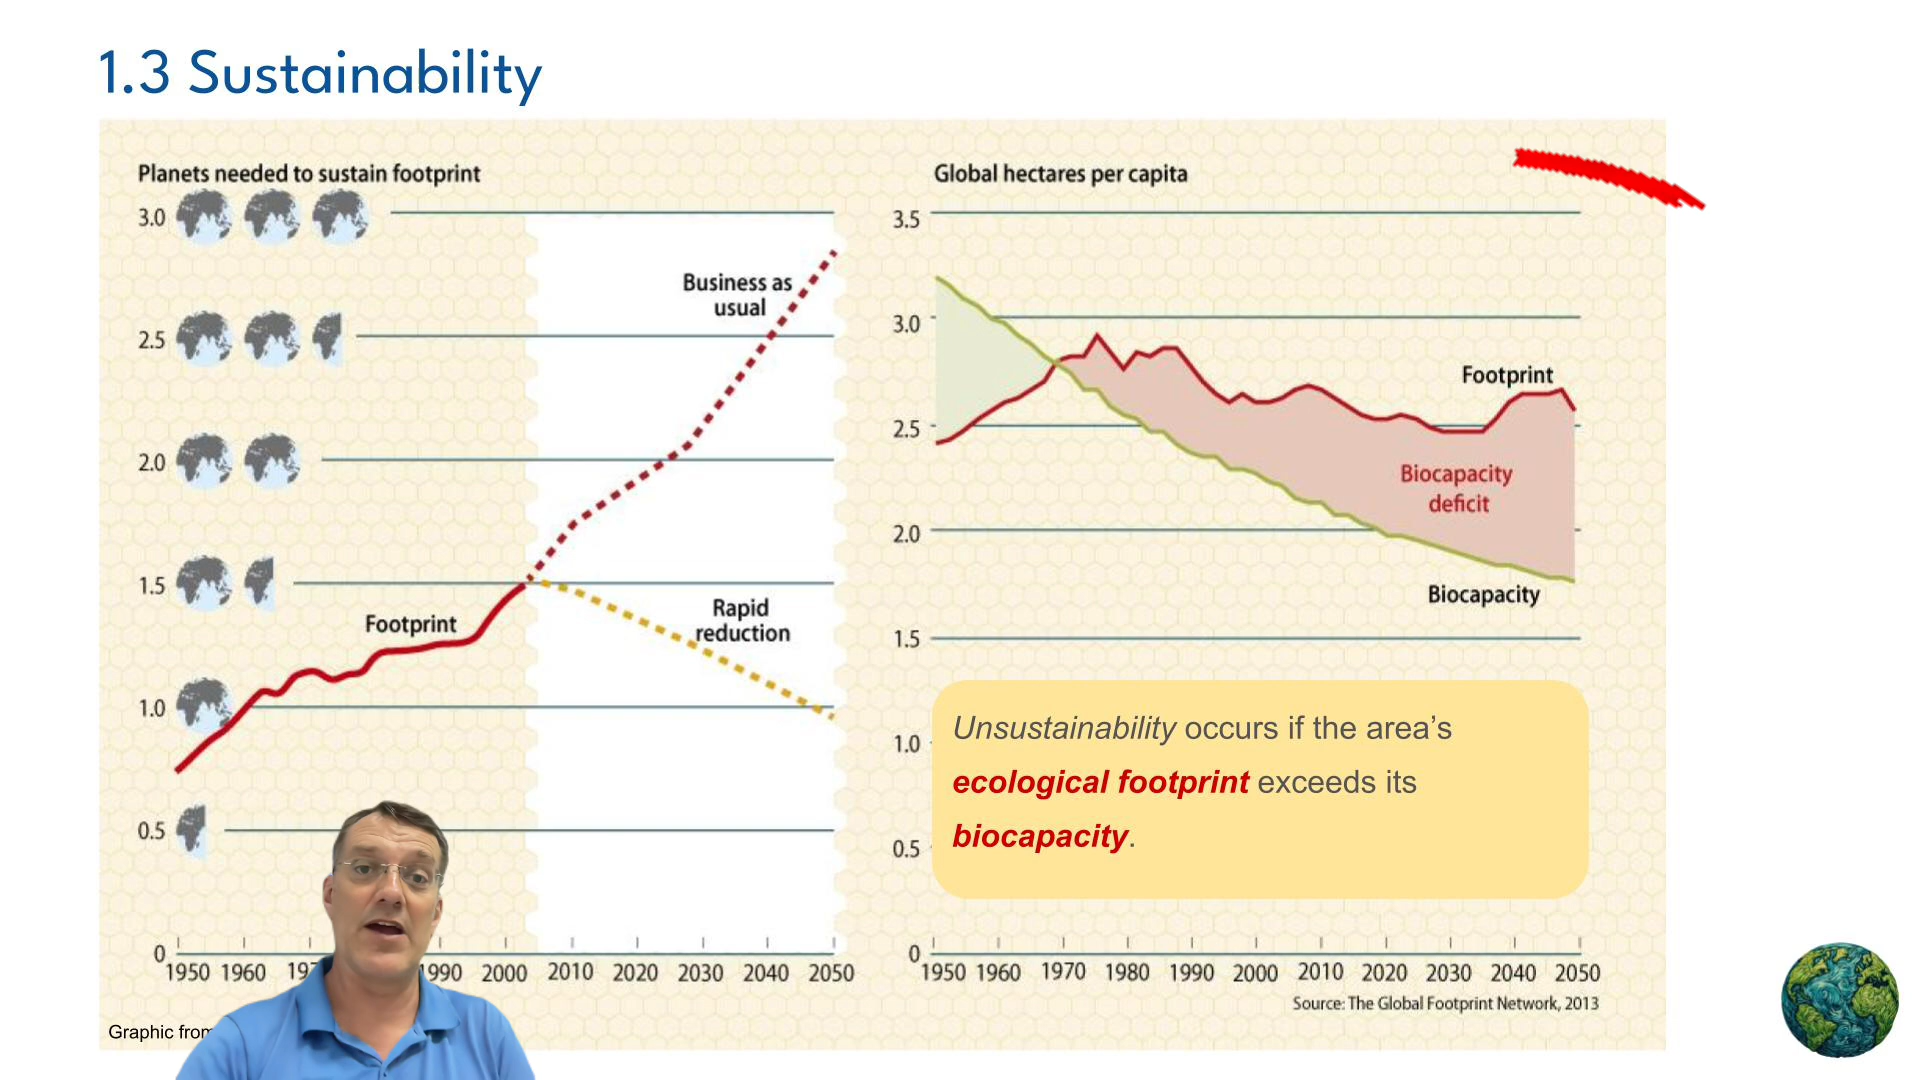 1.3 Sustainability
Planets needed to sustain footprint
3.0
2.5
2.0
1.5
1.0
0.5
0
Business as
usual
Rapid
reduction
Footprint
1950 1960 1990 2000 2010 2020 2030 2040 2050
Graphic from
Global hectares per capita
3.5
3.0
2.5
2.0
1.5
1.0
0.5
0
Footprint
Biocapacity
deficit
Biocapacity
Unsustainability occurs if the area’s
ecological footprint exceeds its
biocapacity.
1950 1960 1970 1980 1990 2000 2010 2020 2030 2040 2050
Source: The Global Footprint Network, 2013